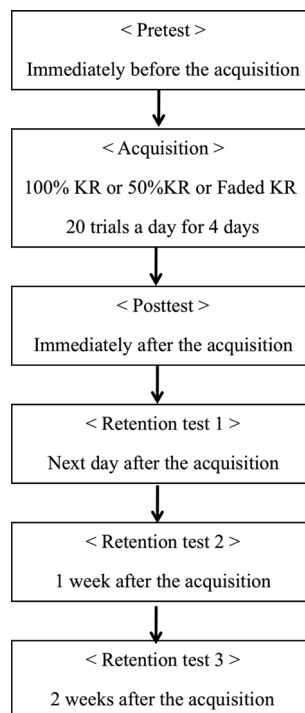 < Pretest >
Immediately before the acquisition
< Acquisition >
100% KR or 50%KR or Faded KR
20 trials a day for 4 days
< Posttest >
Immediately after the acquisition
< Retention test 1 >
Next day after the acquisition
< Retention test 2 >
1 week after the acquisition
< Retention test 3 >
2 weeks after the acquisition